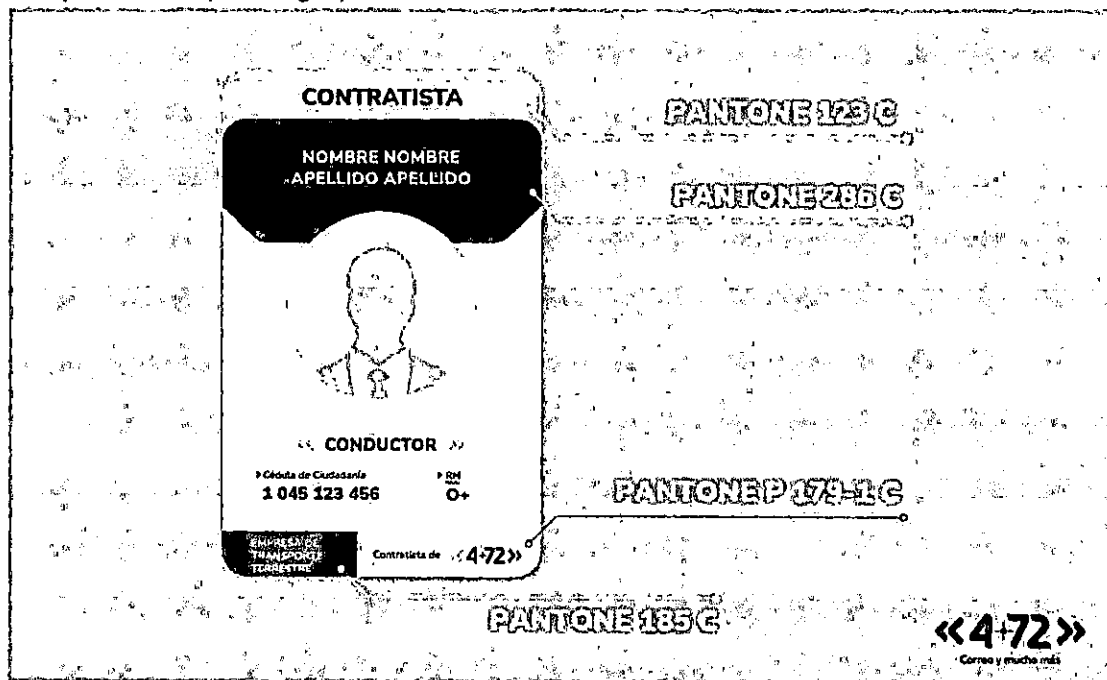 CONTRATISTA
NOMBRE NOMBRE
APELLIDO APELLIDO
CONDUCTOR
Cédula de Ciudadanía
RH
1 045 123 456
O+
EMPRESA DE
TRANSPORTE
TERRESTRE
Contratista de «4-72»
PANTONE 123 C
PANTONE 286 C
PANTONE P 179-1 C
PANTONE 185 C
«4-72»
Correo y mucho más